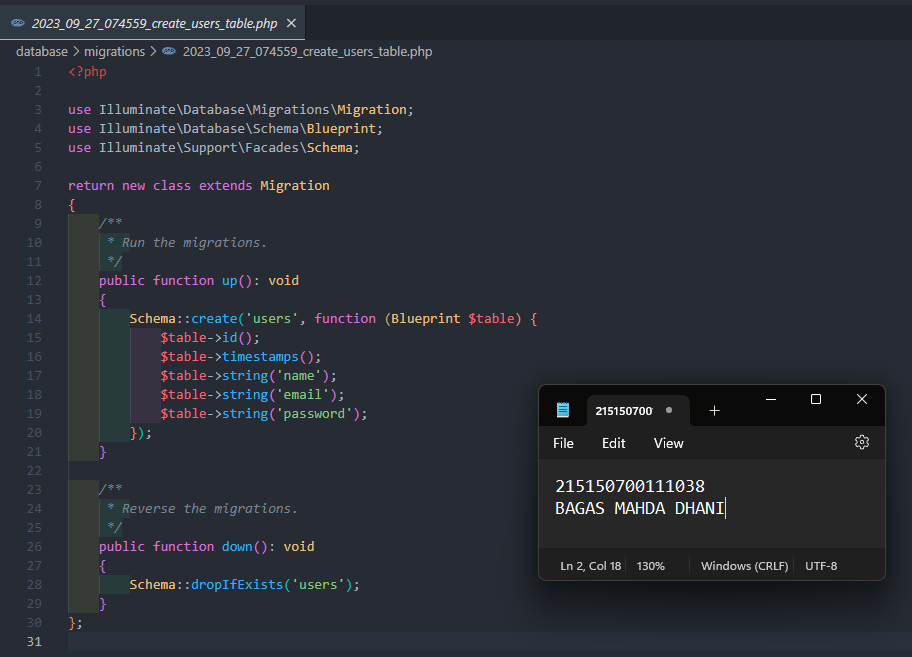 2023_09_27_074559_create_users_table.php
database > migrations > 2023_09_27_074559_create_users_table.php
1 <?php
2
3 use Illuminate\Database\Migrations\Migration;
4 use Illuminate\Database\Schema\Blueprint;
5 use Illuminate\Support\Facades\Schema;
6
7 return new class extends Migration
8 {
9     /**
10      * Run the migrations.
11      */
12     public function up(): void
13     {
14         Schema::create('users', function (Blueprint $table) {
15             $table->id();
16             $table->timestamps();
17             $table->string('name');
18             $table->string('email');
19             $table->string('password');
20         });
21     }
22
23     /**
24      * Reverse the migrations.
25      */
26     public function down(): void
27     {
28         Schema::dropIfExists('users');
29     }
30 };
31
215150700
File Edit View
215150700111038
BAGAS MAHDA DHANI
Ln 2, Col 18 130% Windows (CRLF) UTF-8